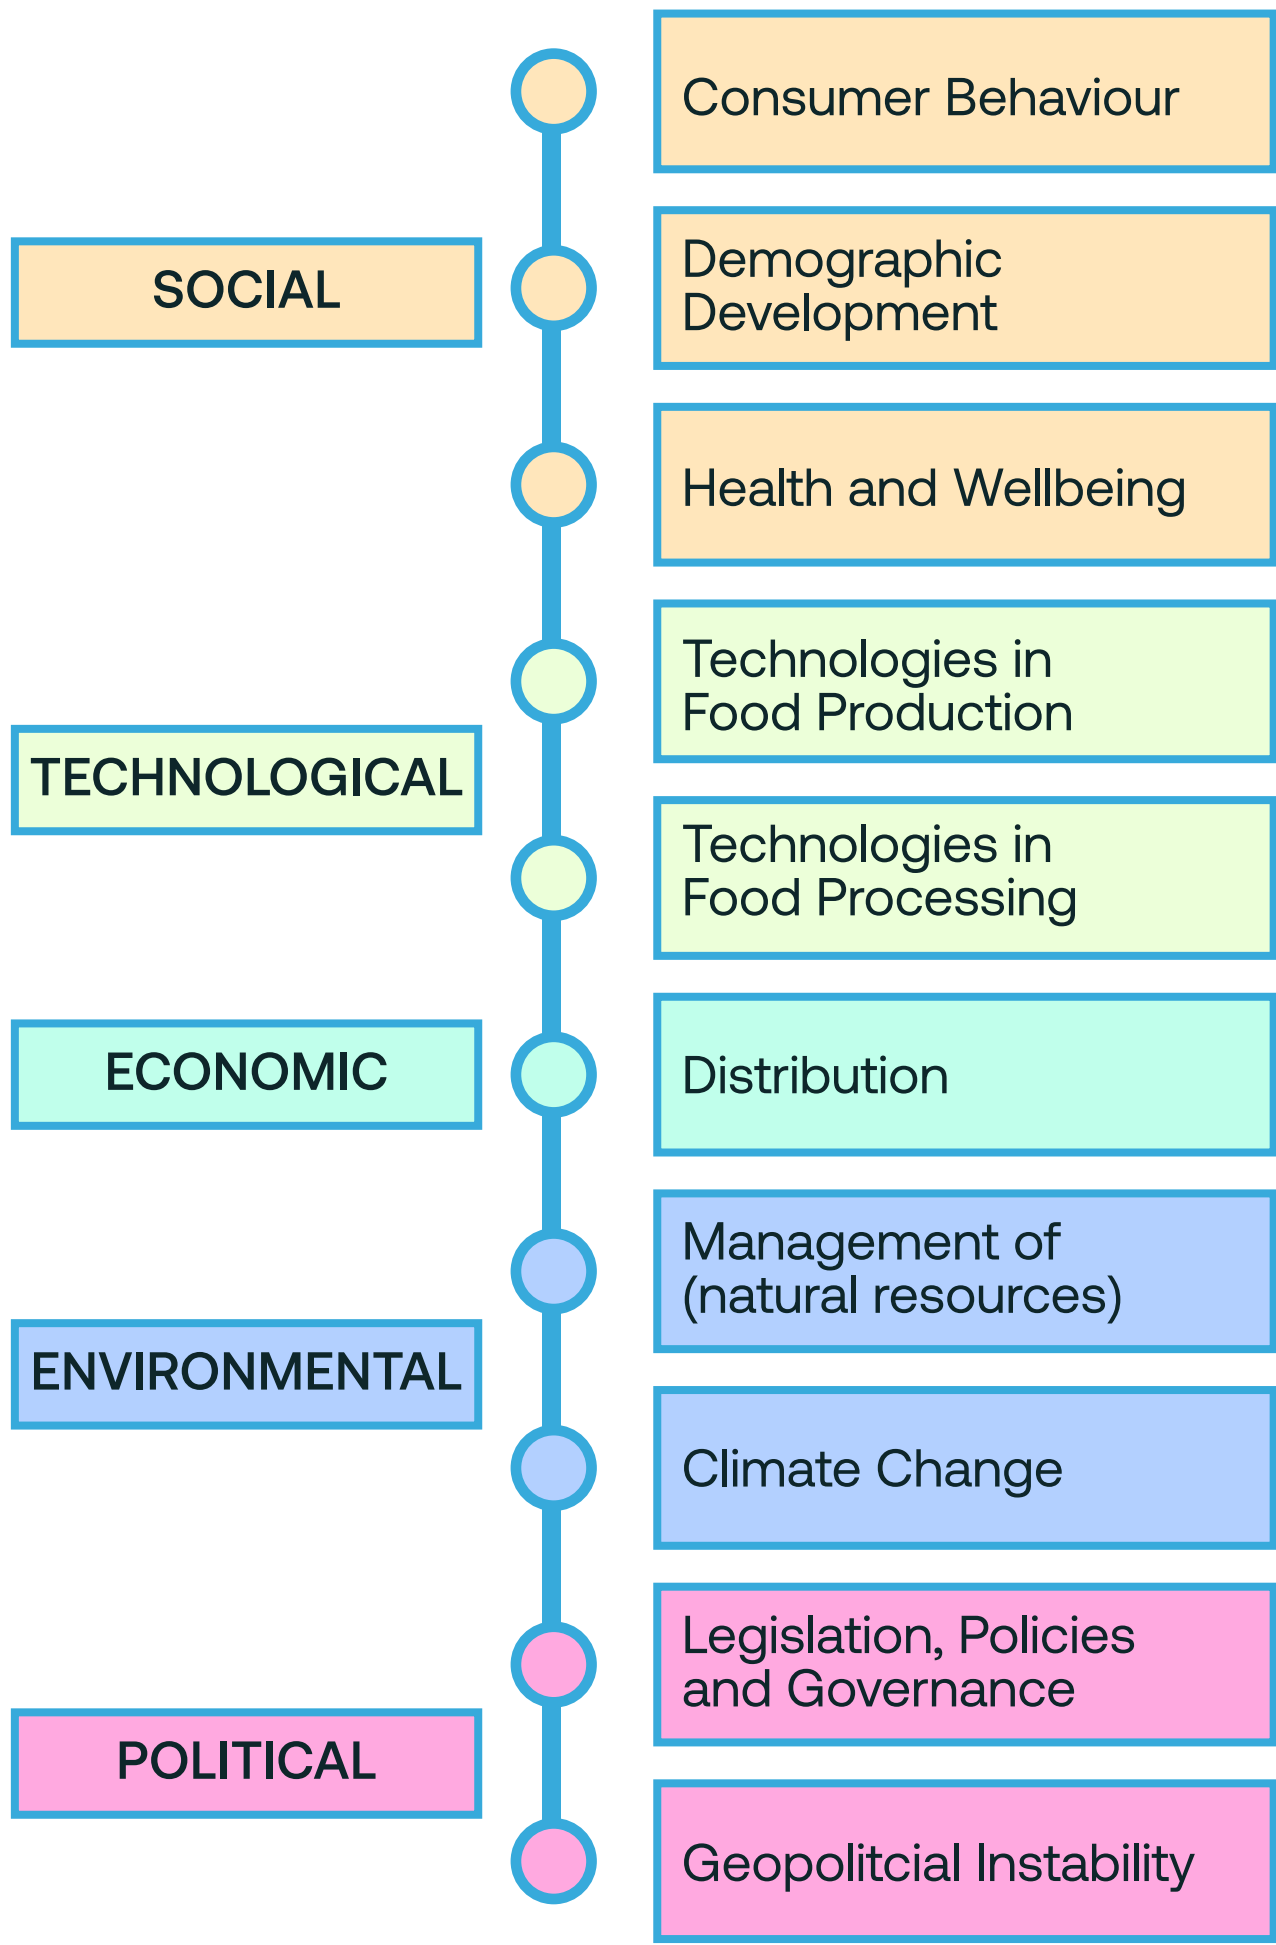 Consumer Behaviour
SOCIAL
Demographic
Development
Health and Wellbeing
Technologies in
Food Production
TECHNOLOGICAL
Technologies in
Food Processing
ECONOMIC
Distribution
Management of
(natural resources)
ENVIRONMENTAL
Climate Change
Legislation, Policies
and Governance
POLITICAL
Geopolitcial Instability